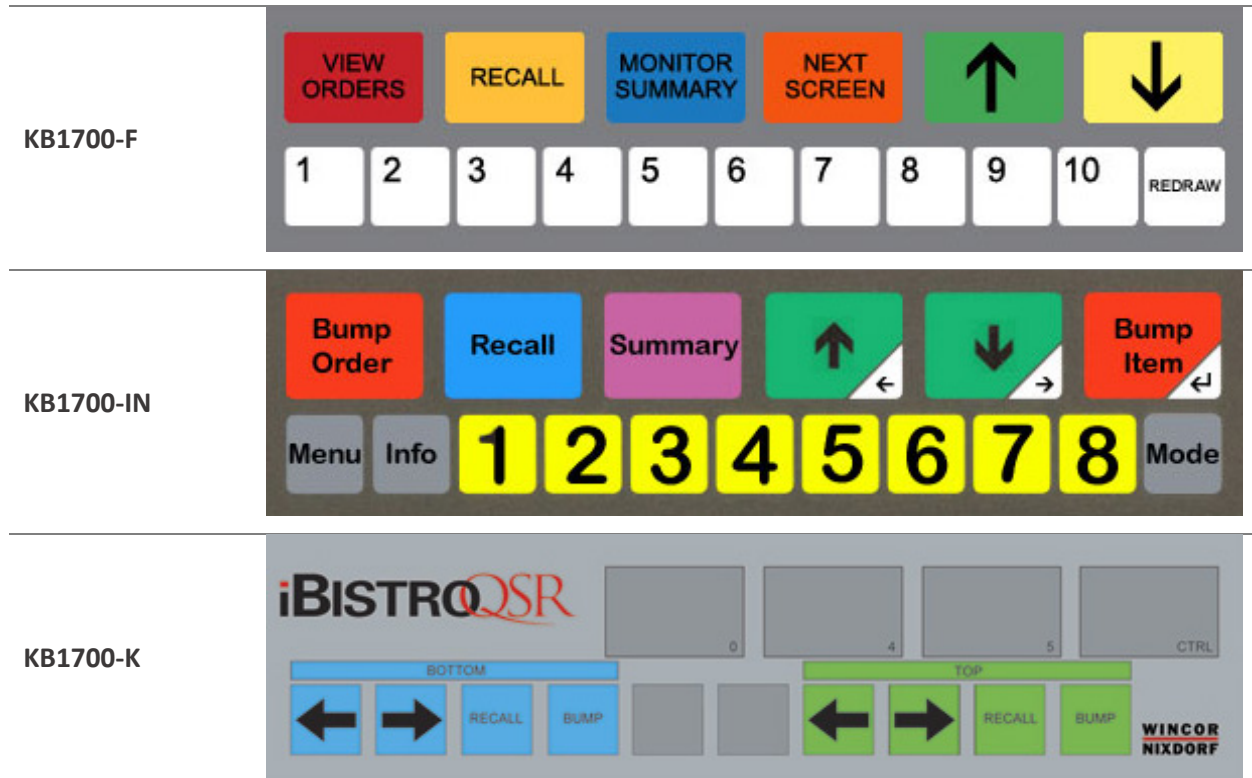 KB1700-F
VIEW
ORDERS
RECALL
MONITOR
SUMMARY
NEXT
SCREEN
1 2 3 4 5 6 7 8 9 10 REDRAW
KB1700-IN
Bump
Order
Recall
Summary
Bump
Item
Menu Info 1 2 3 4 5 6 7 8 Mode
KB1700-K
iBISTROQSR
0 4 5 CTRL
BOTTOM TOP
RECALL BUMP RECALL BUMP
WINCOR
NIXDORF